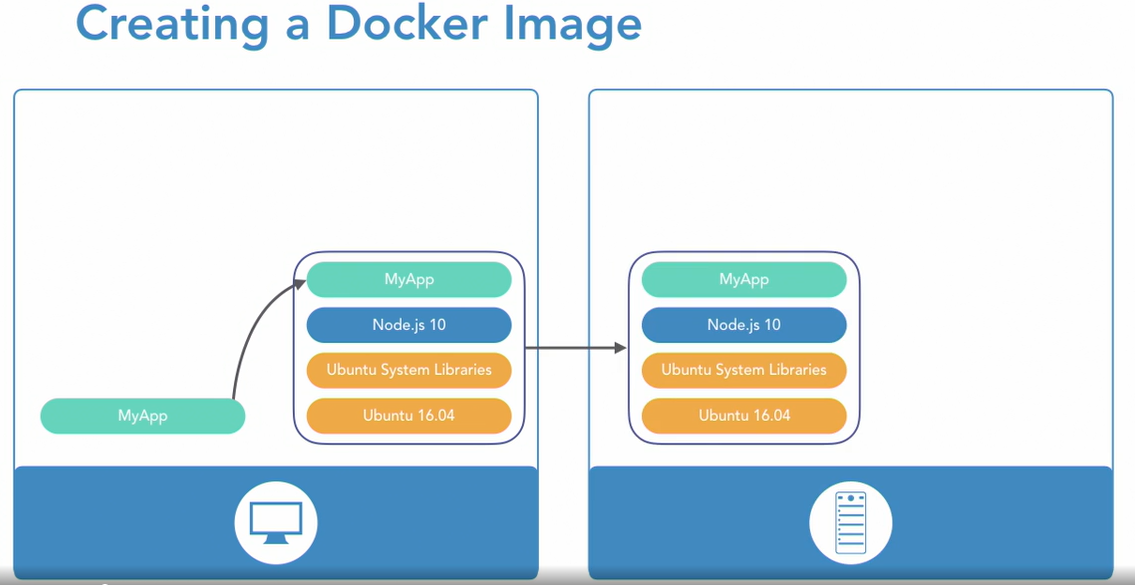 Creating a Docker Image
MyApp
Node.js 10
Ubuntu System Libraries
Ubuntu 16.04
MyApp
MyApp
Node.js 10
Ubuntu System Libraries
Ubuntu 16.04